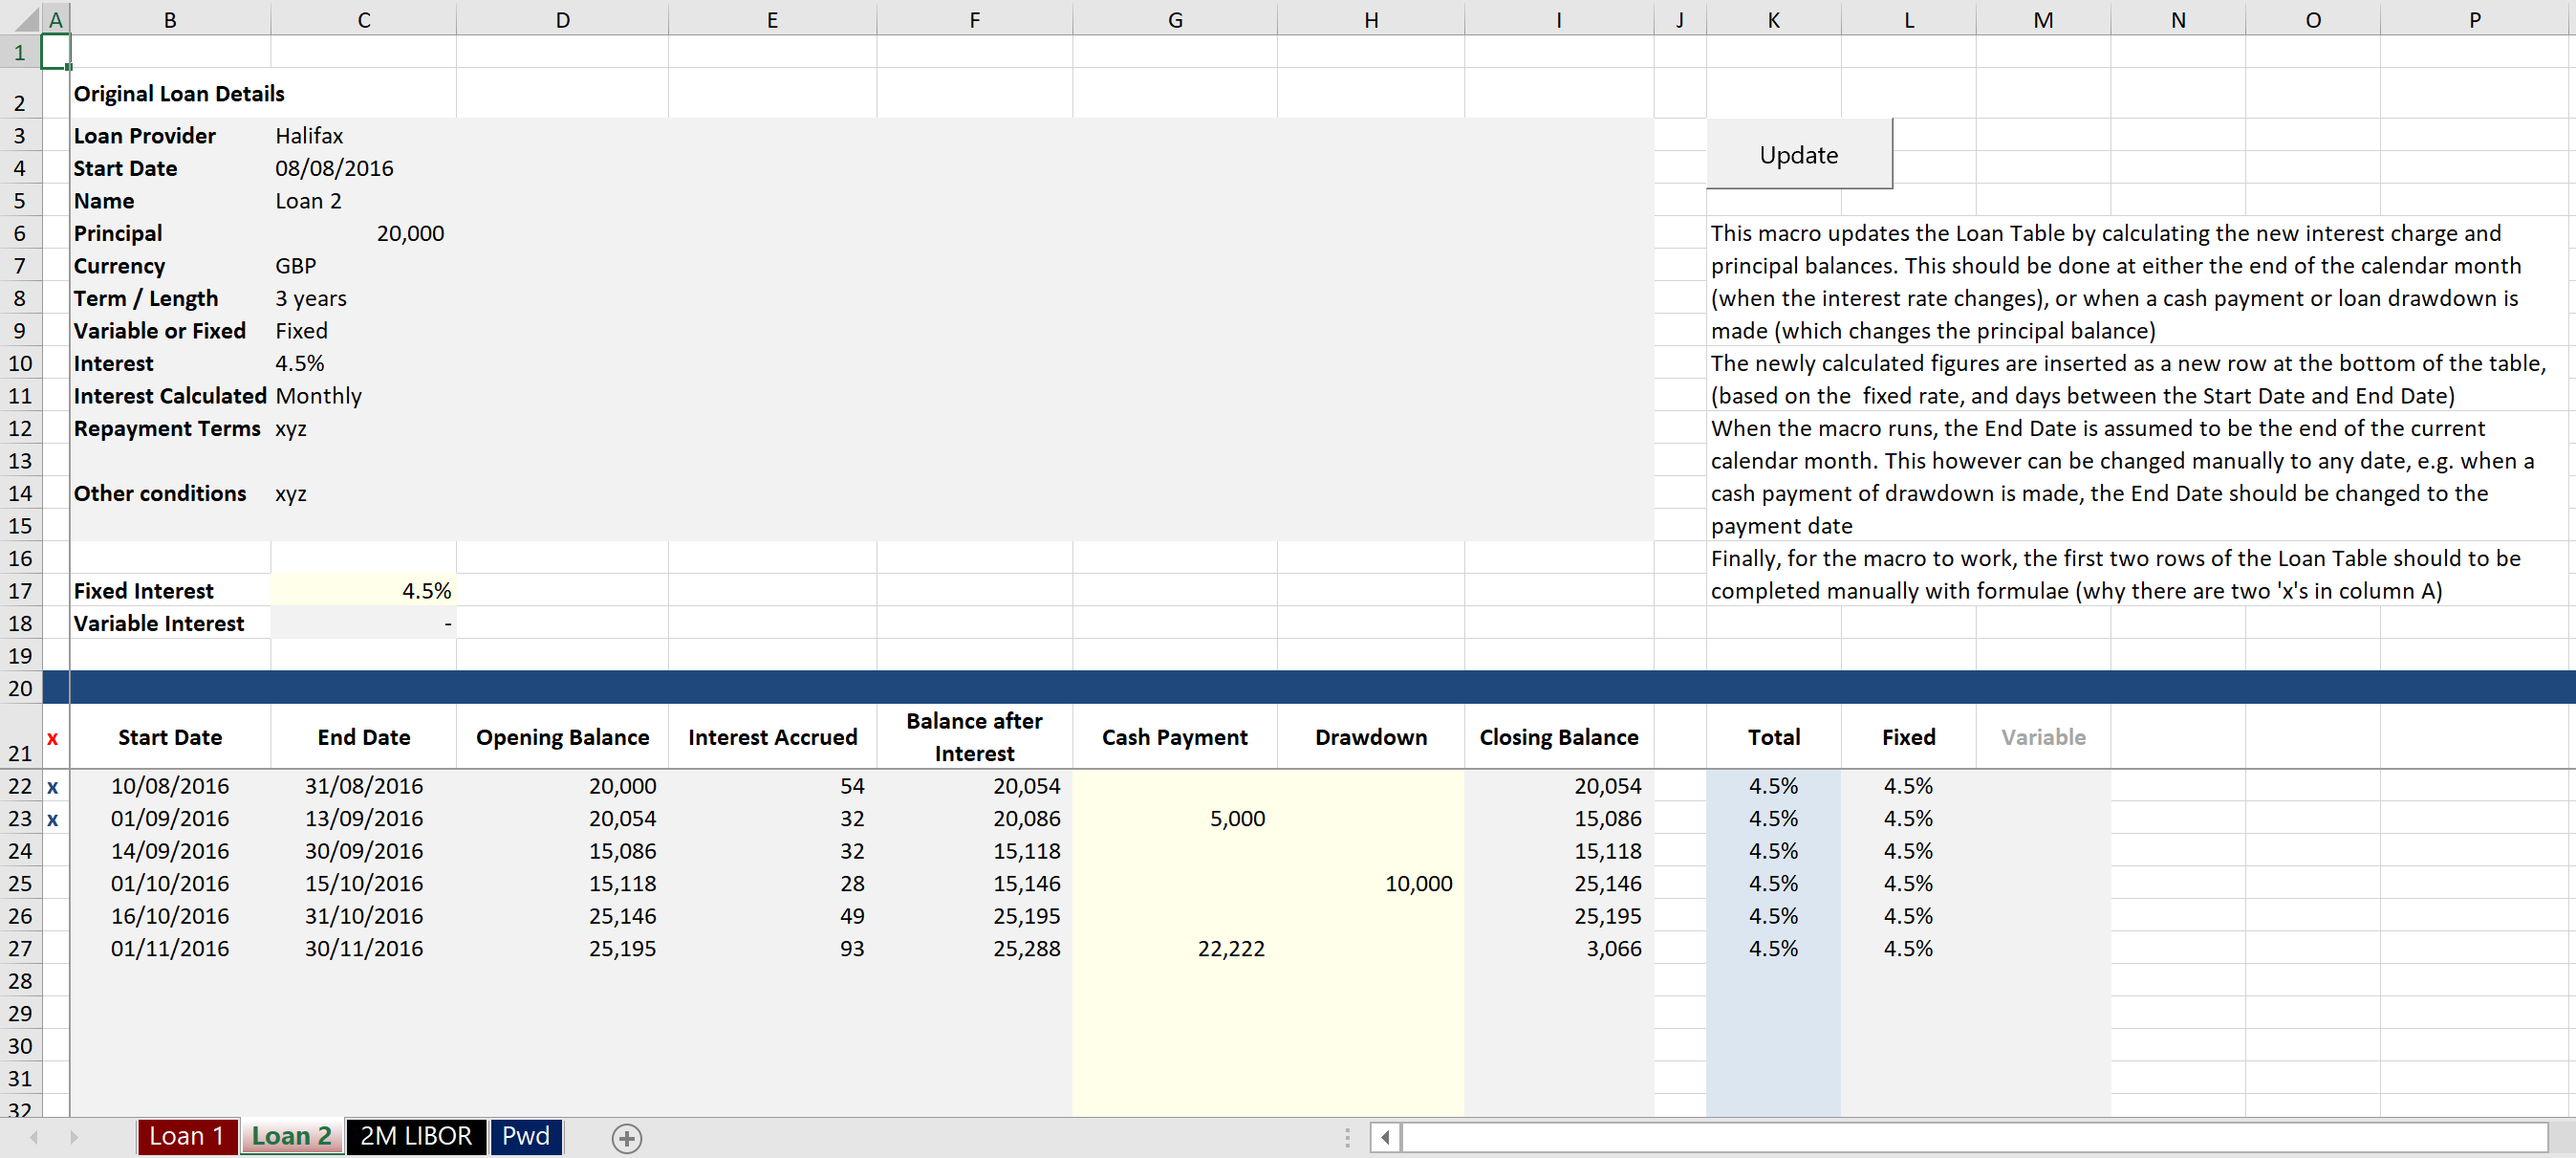 A B C D E F G H I J K L M N O P
1
2 Original Loan Details
3 Loan Provider Halifax
4 Start Date 08/08/2016
5 Name Loan 2
6 Principal 20,000
7 Currency GBP
8 Term / Length 3 years
9 Variable or Fixed Fixed
10 Interest 4.5%
11 Interest Calculated Monthly
12 Repayment Terms xyz
13
14 Other conditions xyz
15
16
17 Fixed Interest 4.5%
18 Variable Interest -
19
20
Update
This macro updates the Loan Table by calculating the new interest charge and
principal balances. This should be done at either the end of the calendar month
(when the interest rate changes), or when a cash payment or loan drawdown is
made (which changes the principal balance)
The newly calculated figures are inserted as a new row at the bottom of the table,
(based on the  fixed rate, and days between the Start Date and End Date)
When the macro runs, the End Date is assumed to be the end of the current
calendar month. This however can be changed manually to any date, e.g. when a
cash payment of drawdown is made, the End Date should be changed to the
payment date
Finally, for the macro to work, the first two rows of the Loan Table should to be
completed manually with formulae (why there are two 'x's in column A)
21 x Start Date End Date Opening Balance Interest Accrued Balance after Interest Cash Payment Drawdown Closing Balance Total Fixed Variable
22 x 10/08/2016 31/08/2016 20,000 54 20,054 20,054 4.5% 4.5%
23 x 01/09/2016 13/09/2016 20,054 32 20,086 5,000 15,086 4.5% 4.5%
24 14/09/2016 30/09/2016 15,086 32 15,118 15,118 4.5% 4.5%
25 01/10/2016 15/10/2016 15,118 28 15,146 10,000 25,146 4.5% 4.5%
26 16/10/2016 31/10/2016 25,146 49 25,195 25,195 4.5% 4.5%
27 01/11/2016 30/11/2016 25,195 93 25,288 22,222 3,066 4.5% 4.5%
28
29
30
31
32
Loan 1 Loan 2 2M LIBOR Pwd